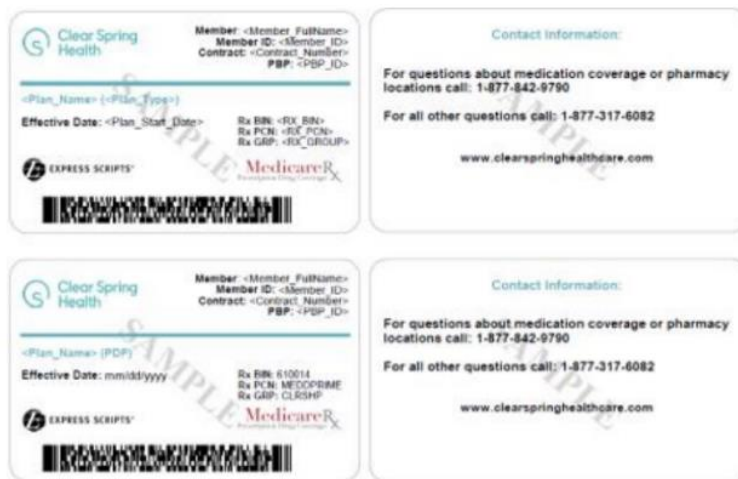 Clear Spring
Health
Member: <Member_FullName>
Member ID: <Member_ID>
Contract: <Contract_Number>
PBP: <PBP_ID>
<Plan_Name> (<Plan_Type>)
Effective Date: <Plan_Start_Date>
Rx BIN: <RX_BIN>
Rx PCN: <RX_PCN>
Rx GRP: <RX_GROUP>
SAMPLE
EXPRESS SCRIPTS®
MedicareRx
Prescription Drug Coverage
Contact Information:
For questions about medication coverage or pharmacy
locations call: 1-877-842-9790
For all other questions call: 1-877-317-6082
www.clearspringhealthcare.com
SAMPLE
Clear Spring
Health
Member: <Member_FullName>
Member ID: <Member_ID>
Contract: <Contract_Number>
PBP: <PBP_ID>
<Plan_Name> (PDP)
Effective Date: mm/dd/yyyy
Rx BIN: 610014
Rx PCN: MEDDPRIME
Rx GRP: CLRSHP
SAMPLE
EXPRESS SCRIPTS®
MedicareRx
Prescription Drug Coverage
Contact Information:
For questions about medication coverage or pharmacy
locations call: 1-877-842-9790
For all other questions call: 1-877-317-6082
www.clearspringhealthcare.com
SAMPLE